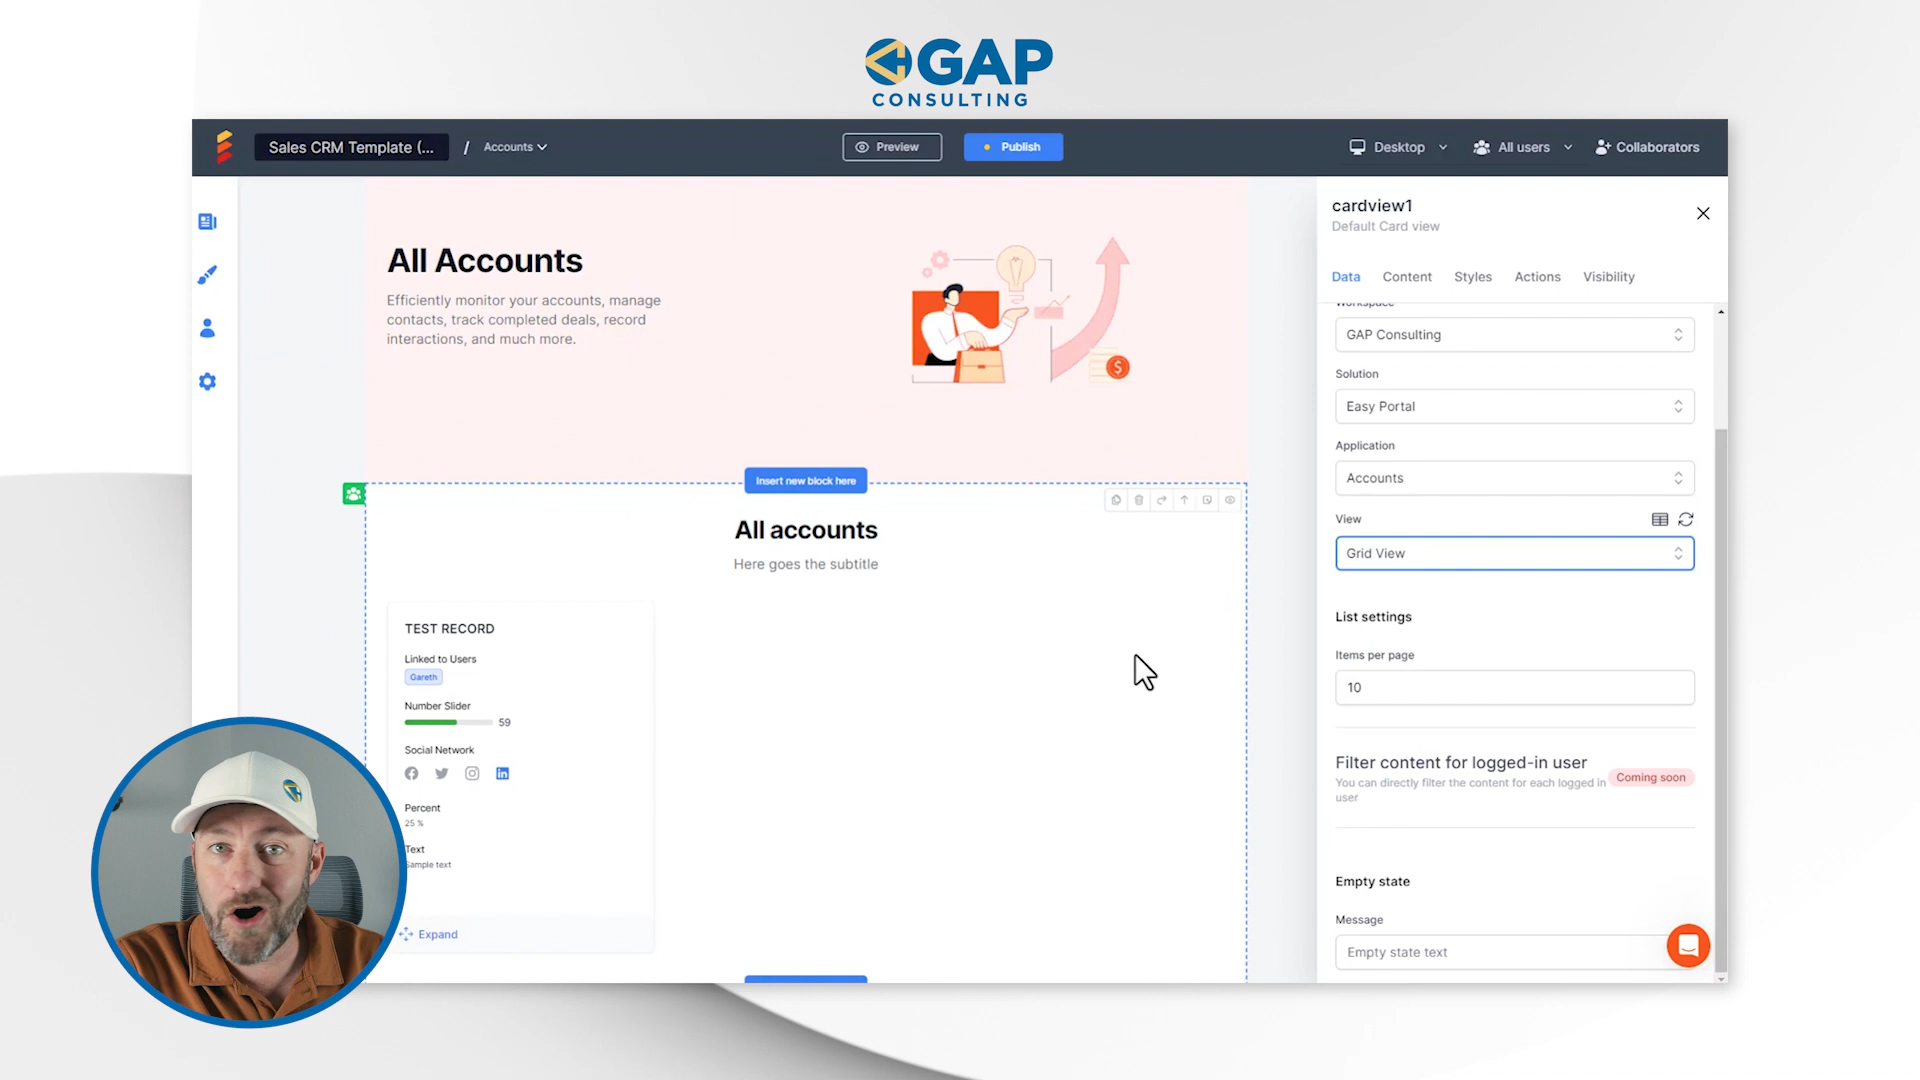 GAP
CONSULTING
Sales CRM Template (...
/
Accounts
Preview
Publish
Desktop
All users
Collaborators
All Accounts
Efficiently monitor your accounts, manage
contacts, track completed deals, record
interactions, and much more.
$
Insert new block here
All accounts
Here goes the subtitle
TEST RECORD
Linked to Users
Gareth
Number Slider
59
Social Network
Percent
25 %
Text
Sample text
Expand
cardview1
Default Card view
Data
Content
Styles
Actions
Visibility
Workspace
GAP Consulting
Solution
Easy Portal
Application
Accounts
View
Grid View
List settings
Items per page
10
Filter content for logged-in user
You can directly filter the content for each logged in
user
Coming soon
Empty state
Message
Empty state text